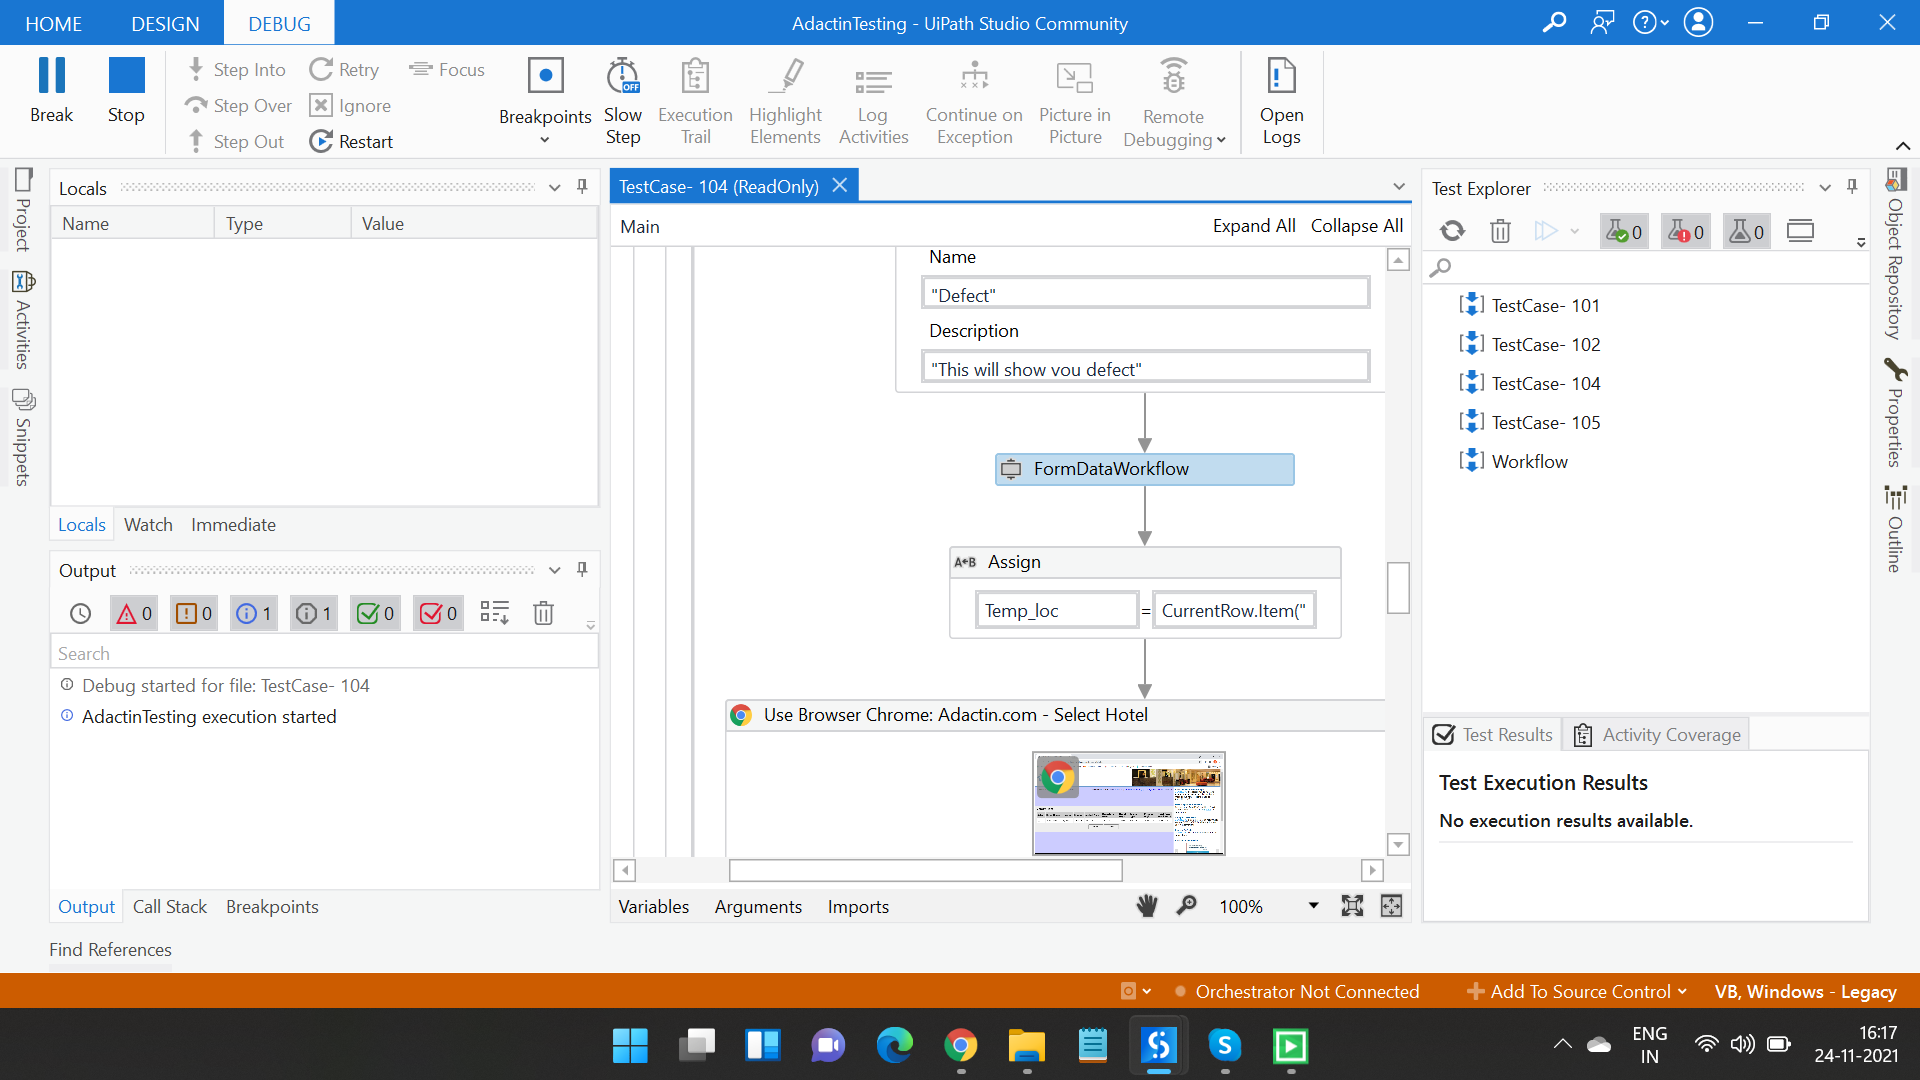 HOME DESIGN DEBUG AdactinTesting - UiPath Studio Community
Break Stop
Step Into Retry Focus
Step Over Ignore
Step Out Restart
Breakpoints
Slow Step
Execution Trail
Highlight Elements
Log Activities
Continue on Exception
Picture in Picture
Remote Debugging
OFF
Open Logs
Project
Activities
Snippets
Locals
Name Type Value
Locals Watch Immediate
Output
0 0 1 1 0 0
Search
Debug started for file: TestCase- 104
AdactinTesting execution started
Output Call Stack Breakpoints
Find References
TestCase- 104 (ReadOnly)
Main Expand All Collapse All
Name
"Defect"
Description
"This will show you defect"
FormDataWorkflow
A B Assign
Temp_loc = CurrentRow.Item("
Use Browser Chrome: Adactin.com - Select Hotel
Variables Arguments Imports 100%
Test Explorer
0 0 0
TestCase- 101
TestCase- 102
TestCase- 104
TestCase- 105
Workflow
Test Results Activity Coverage
Test Execution Results
No execution results available.
Object Repository
Properties
Outline
Orchestrator Not Connected Add To Source Control VB, Windows - Legacy
ENG
IN
16:17
24-11-2021